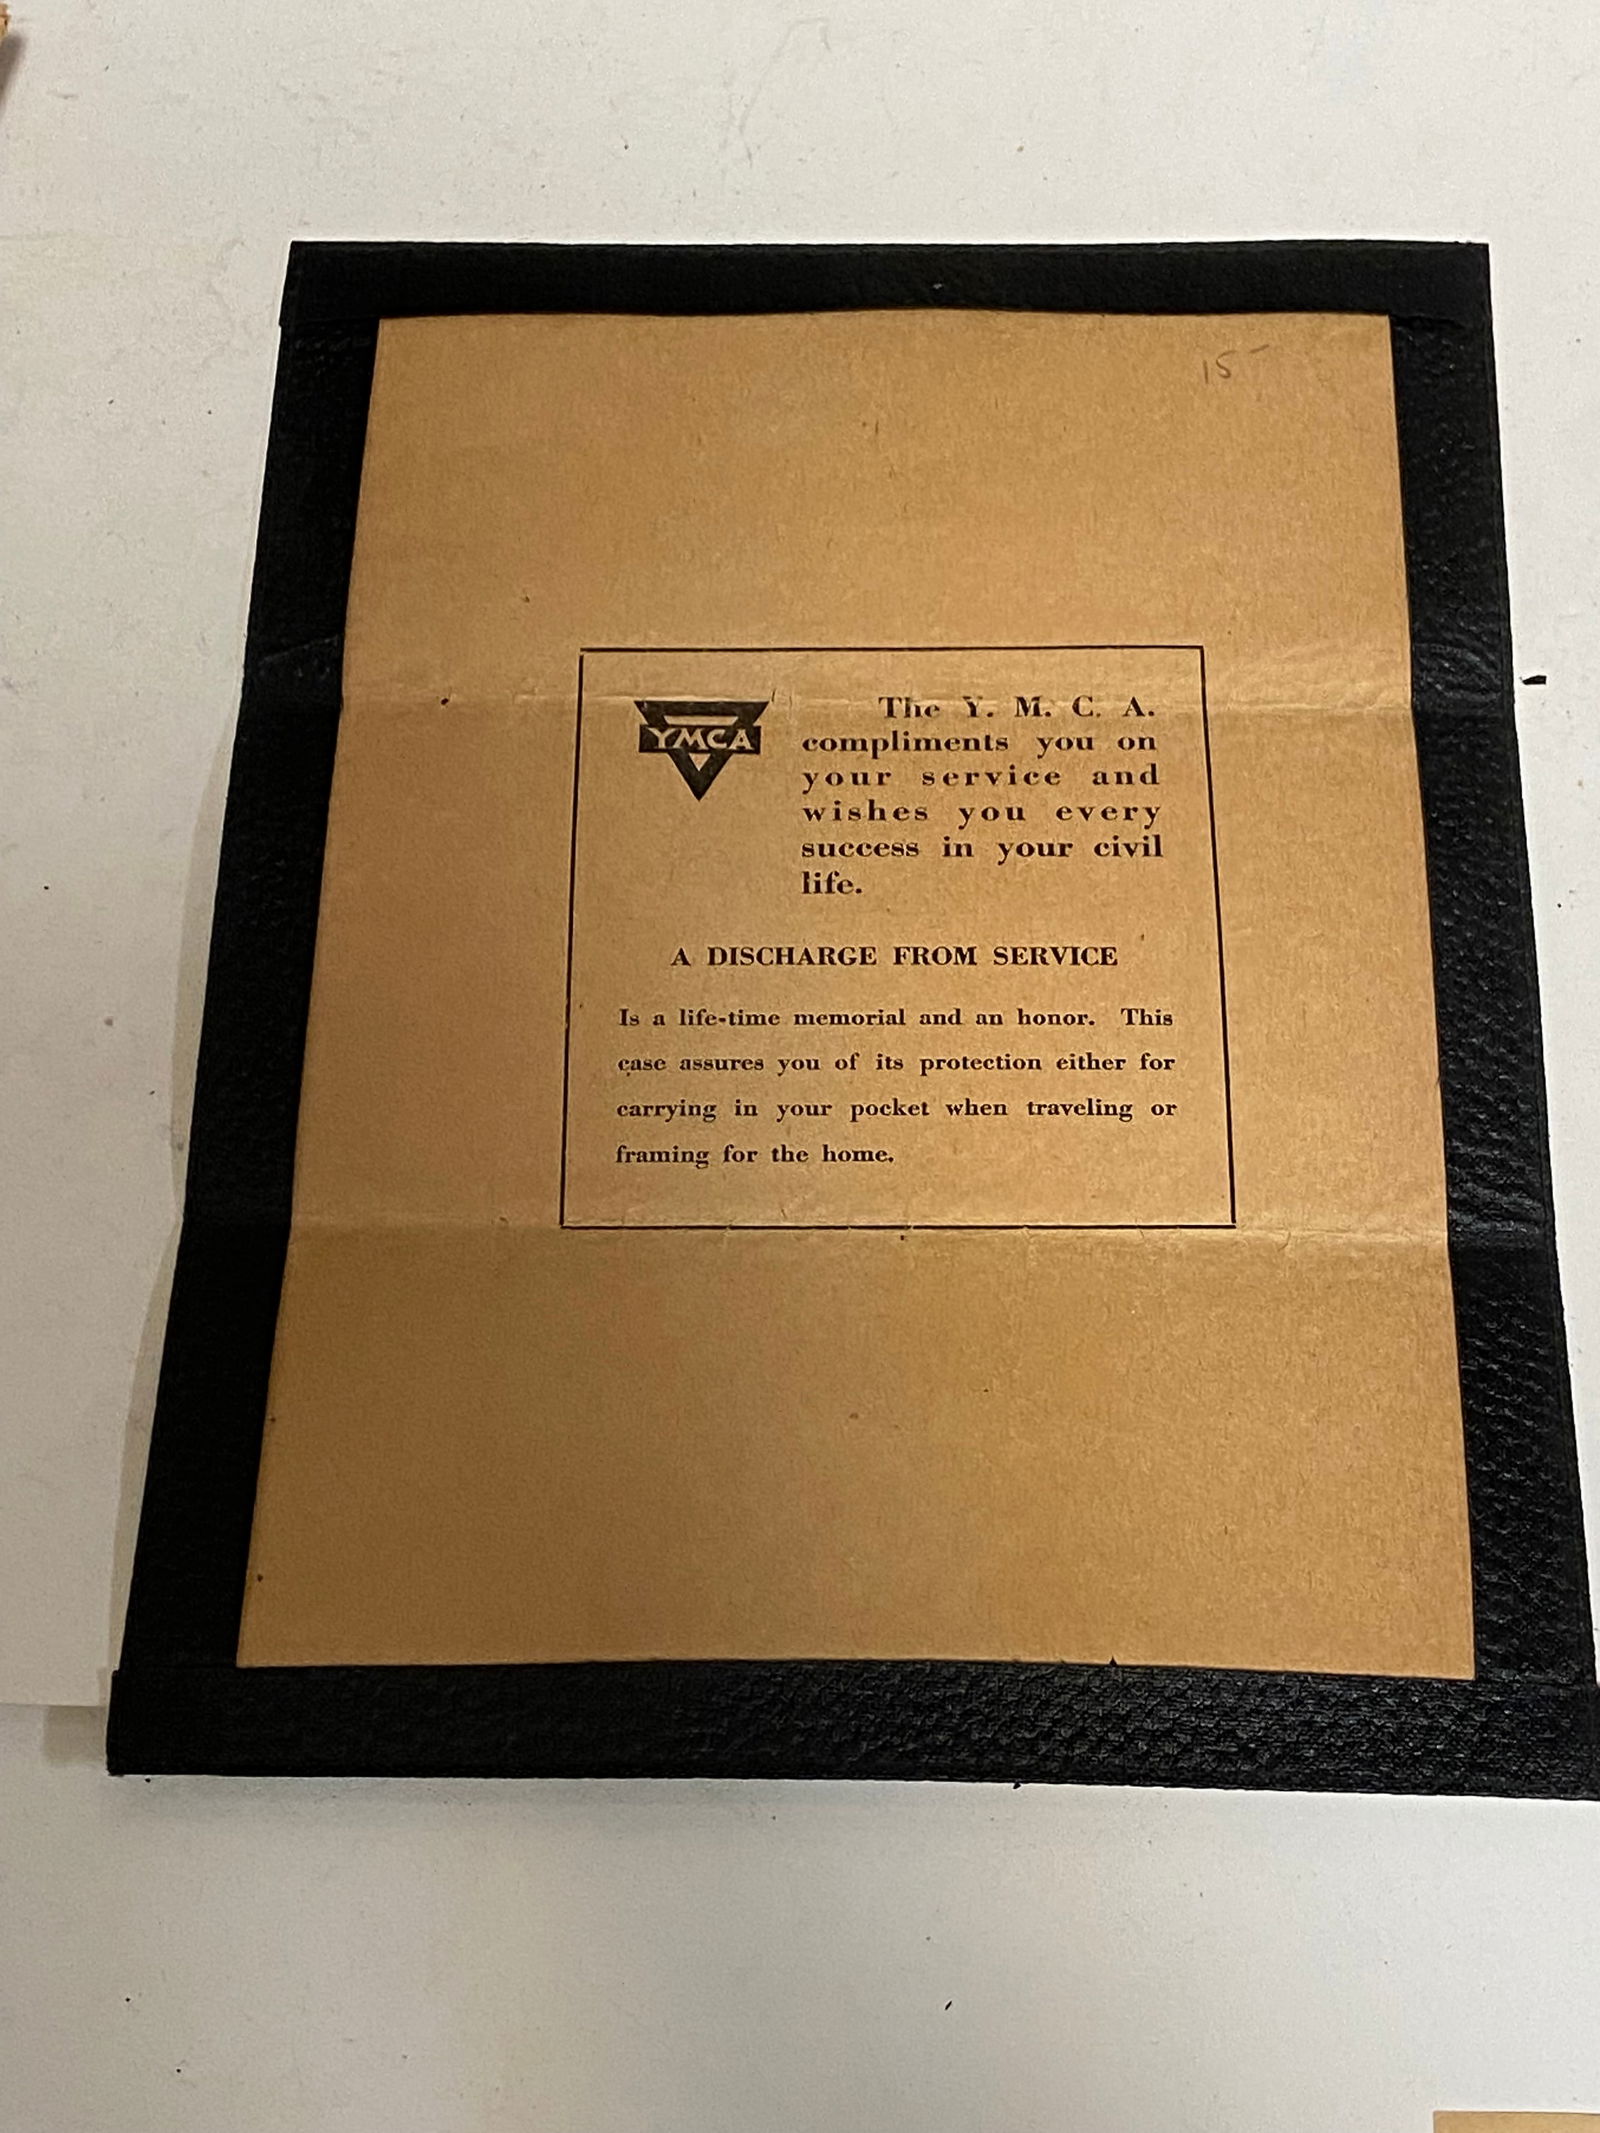 15-
YMCA
The Y. M. C. A.
compliments you on
your service and
wishes you every
success in your civil
life.
A DISCHARGE FROM SERVICE
Is a life-time memorial and an honor. This
case assures you of its protection either for
carrying in your pocket when traveling or
framing for the home.